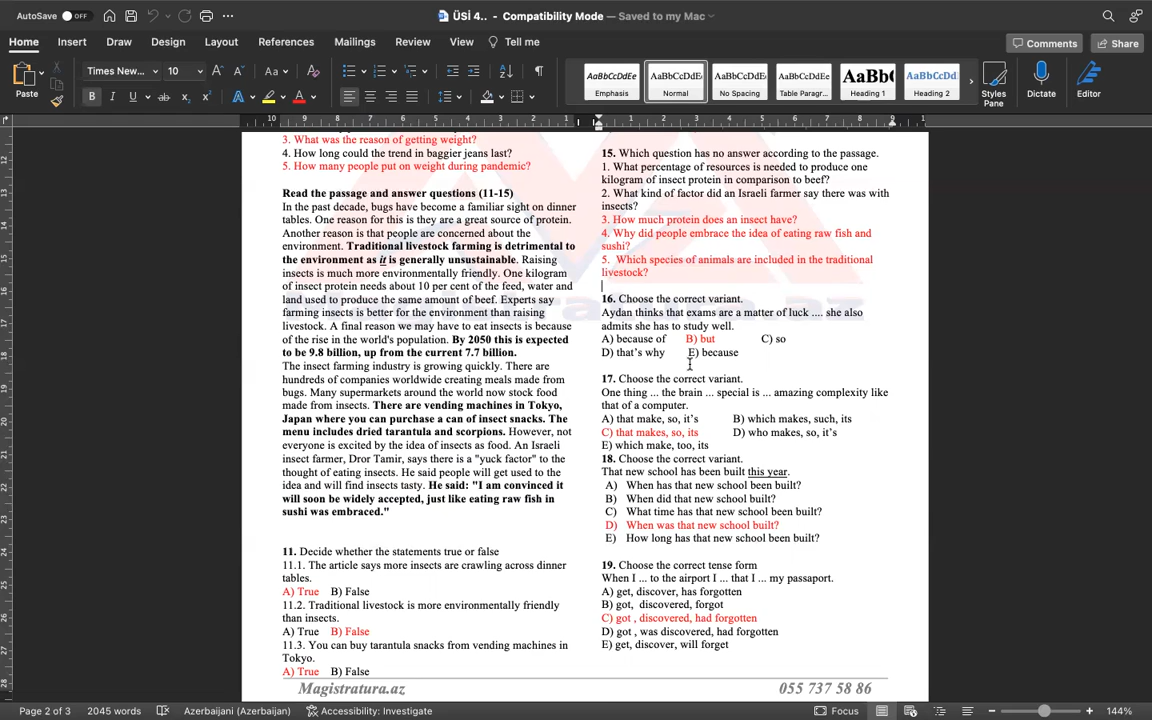 AutoSave OFF
ÜSİ 4.. - Compatibility Mode — Saved to my Mac
Home Insert Draw Design Layout References Mailings Review View Tell me Comments Share
Paste
Times New... 10
AaBbCcDdEe AaBbCcDdE AaBbCcDdE AaBbCcDdEe AaBb( AaBbCcDd
Emphasis Normal No Spacing Table Paragr... Heading 1 Heading 2
Styles Pane Dictate Editor
3. What was the reason of getting weight?
4. How long could the trend in baggier jeans last?
5. How many people put on weight during pandemic?
Read the passage and answer questions (11-15)
In the past decade, bugs have become a familiar sight on dinner
tables. One reason for this is they are a great source of protein.
Another reason is that people are concerned about the
environment. Traditional livestock farming is detrimental to
the environment as it is generally unsustainable. Raising
insects is much more environmentally friendly. One kilogram
of insect protein needs about 10 per cent of the feed, water and
land used to produce the same amount of beef. Experts say
farming insects is better for the environment than raising
livestock. A final reason we may have to eat insects is because
of the rise in the world's population. By 2050 this is expected
to be 9.8 billion, up from the current 7.7 billion.
The insect farming industry is growing quickly. There are
hundreds of companies worldwide creating meals made from
bugs. Many supermarkets around the world now stock food
made from insects. There are vending machines in Tokyo,
Japan where you can purchase a can of insect snacks. The
menu includes dried tarantula and scorpions. However, not
everyone is excited by the idea of insects as food. An Israeli
insect farmer, Dror Tamir, says there is a "yuck factor" to the
thought of eating insects. He said people will get used to the
idea and will find insects tasty. He said: "I am convinced it
will soon be widely accepted, just like eating raw fish in
sushi was embraced."
11. Decide whether the statements true or false
11.1. The article says more insects are crawling across dinner
tables.
A) True B) False
11.2. Traditional livestock is more environmentally friendly
than insects.
A) True B) False
11.3. You can buy tarantula snacks from vending machines in
Tokyo.
A) True B) False
15. Which question has no answer according to the passage.
1. What percentage of resources is needed to produce one
kilogram of insect protein in comparison to beef?
2. What kind of factor did an Israeli farmer say there was with
insects?
3. How much protein does an insect have?
4. Why did people embrace the idea of eating raw fish and
sushi?
5. Which species of animals are included in the traditional
livestock?
16. Choose the correct variant.
Aydan thinks that exams are a matter of luck .... she also
admits she has to study well.
A) because of B) but C) so
D) that's why E) because
17. Choose the correct variant.
One thing ... the brain ... special is ... amazing complexity like
that of a computer.
A) that make, so, it's B) which makes, such, its
C) that makes, so, its D) who makes, so, it's
E) which make, too, its
18. Choose the correct variant.
That new school has been built this year.
A) When has that new school been built?
B) When did that new school built?
C) What time has that new school been built?
D) When was that new school built?
E) How long has that new school been built?
19. Choose the correct tense form
When I ... to the airport I ... that I ... my passaport.
A) get, discover, has forgotten
B) got, discovered, forgot
C) got , discovered, had forgotten
D) got , was discovered, had forgotten
E) get, discover, will forget
Magistratura.az 055 737 58 86
Page 2 of 3 2045 words Azerbaijani (Azerbaijan) Accessibility: Investigate Focus 144%